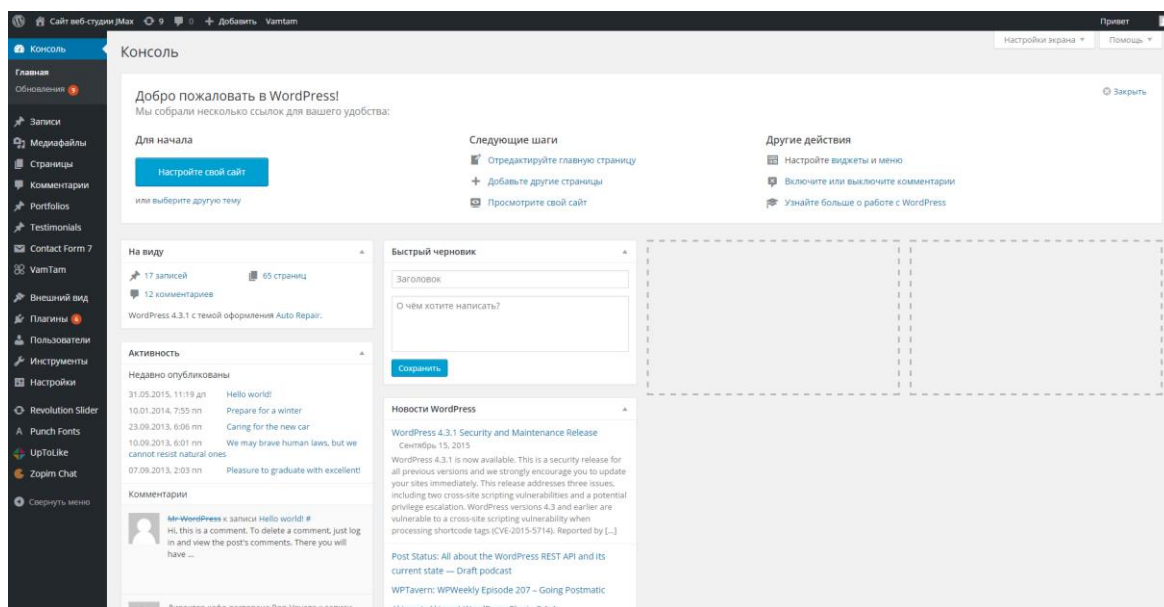 Сайт веб-студии JMax 9 0 + Добавить Vamtam Привет
Консоль
Главная
Обновления 9
Записи
Медиафайлы
Страницы
Комментарии
Portfolios
Testimonials
Contact Form 7
VamTam
Внешний вид
Плагины 4
Пользователи
Инструменты
Настройки
Revolution Slider
Punch Fonts
UpToLike
Zopim Chat
Свернуть меню
Настройки экрана
Помощь
Консоль
Добро пожаловать в WordPress!
Закрыть
Мы собрали несколько ссылок для вашего удобства:
Для начала
Настройте свой сайт
или выберите другую тему
Следующие шаги
Отредактируйте главную страницу
Добавьте другие страницы
Просмотрите свой сайт
Другие действия
Настройте виджеты и меню
Включите или выключите комментарии
Узнайте больше о работе с WordPress
На виду
17 записей 65 страниц
12 комментариев
WordPress 4.3.1 с темой оформления Auto Repair.
Активность
Недавно опубликованы
31.05.2015, 11:19 дп Hello world!
10.01.2014, 7:55 пп Prepare for a winter
23.09.2013, 6:06 пп Caring for the new car
10.09.2013, 6:01 пп We may brave human laws, but we
cannot resist natural ones
07.09.2013, 2:03 пп Pleasure to graduate with excellent!
Комментарии
Mr WordPress к записи Hello world! #
Hi, this is a comment. To delete a comment, just log
in and view the post's comments. There you will
have ...
Быстрый черновик
Заголовок
О чём хотите написать?
Сохранить
Новости WordPress
WordPress 4.3.1 Security and Maintenance Release
Сентябрь 15, 2015
WordPress 4.3.1 is now available. This is a security release for
all previous versions and we strongly encourage you to update
your sites immediately. This release addresses three issues,
including two cross-site scripting vulnerabilities and a potential
privilege escalation. WordPress versions 4.3 and earlier are
vulnerable to a cross-site scripting vulnerability when
processing shortcode tags (CVE-2015-5714). Reported by [...]
Post Status: All about the WordPress REST API and its
current state — Draft podcast
WPTavern: WPWeekly Episode 207 – Going Postmatic